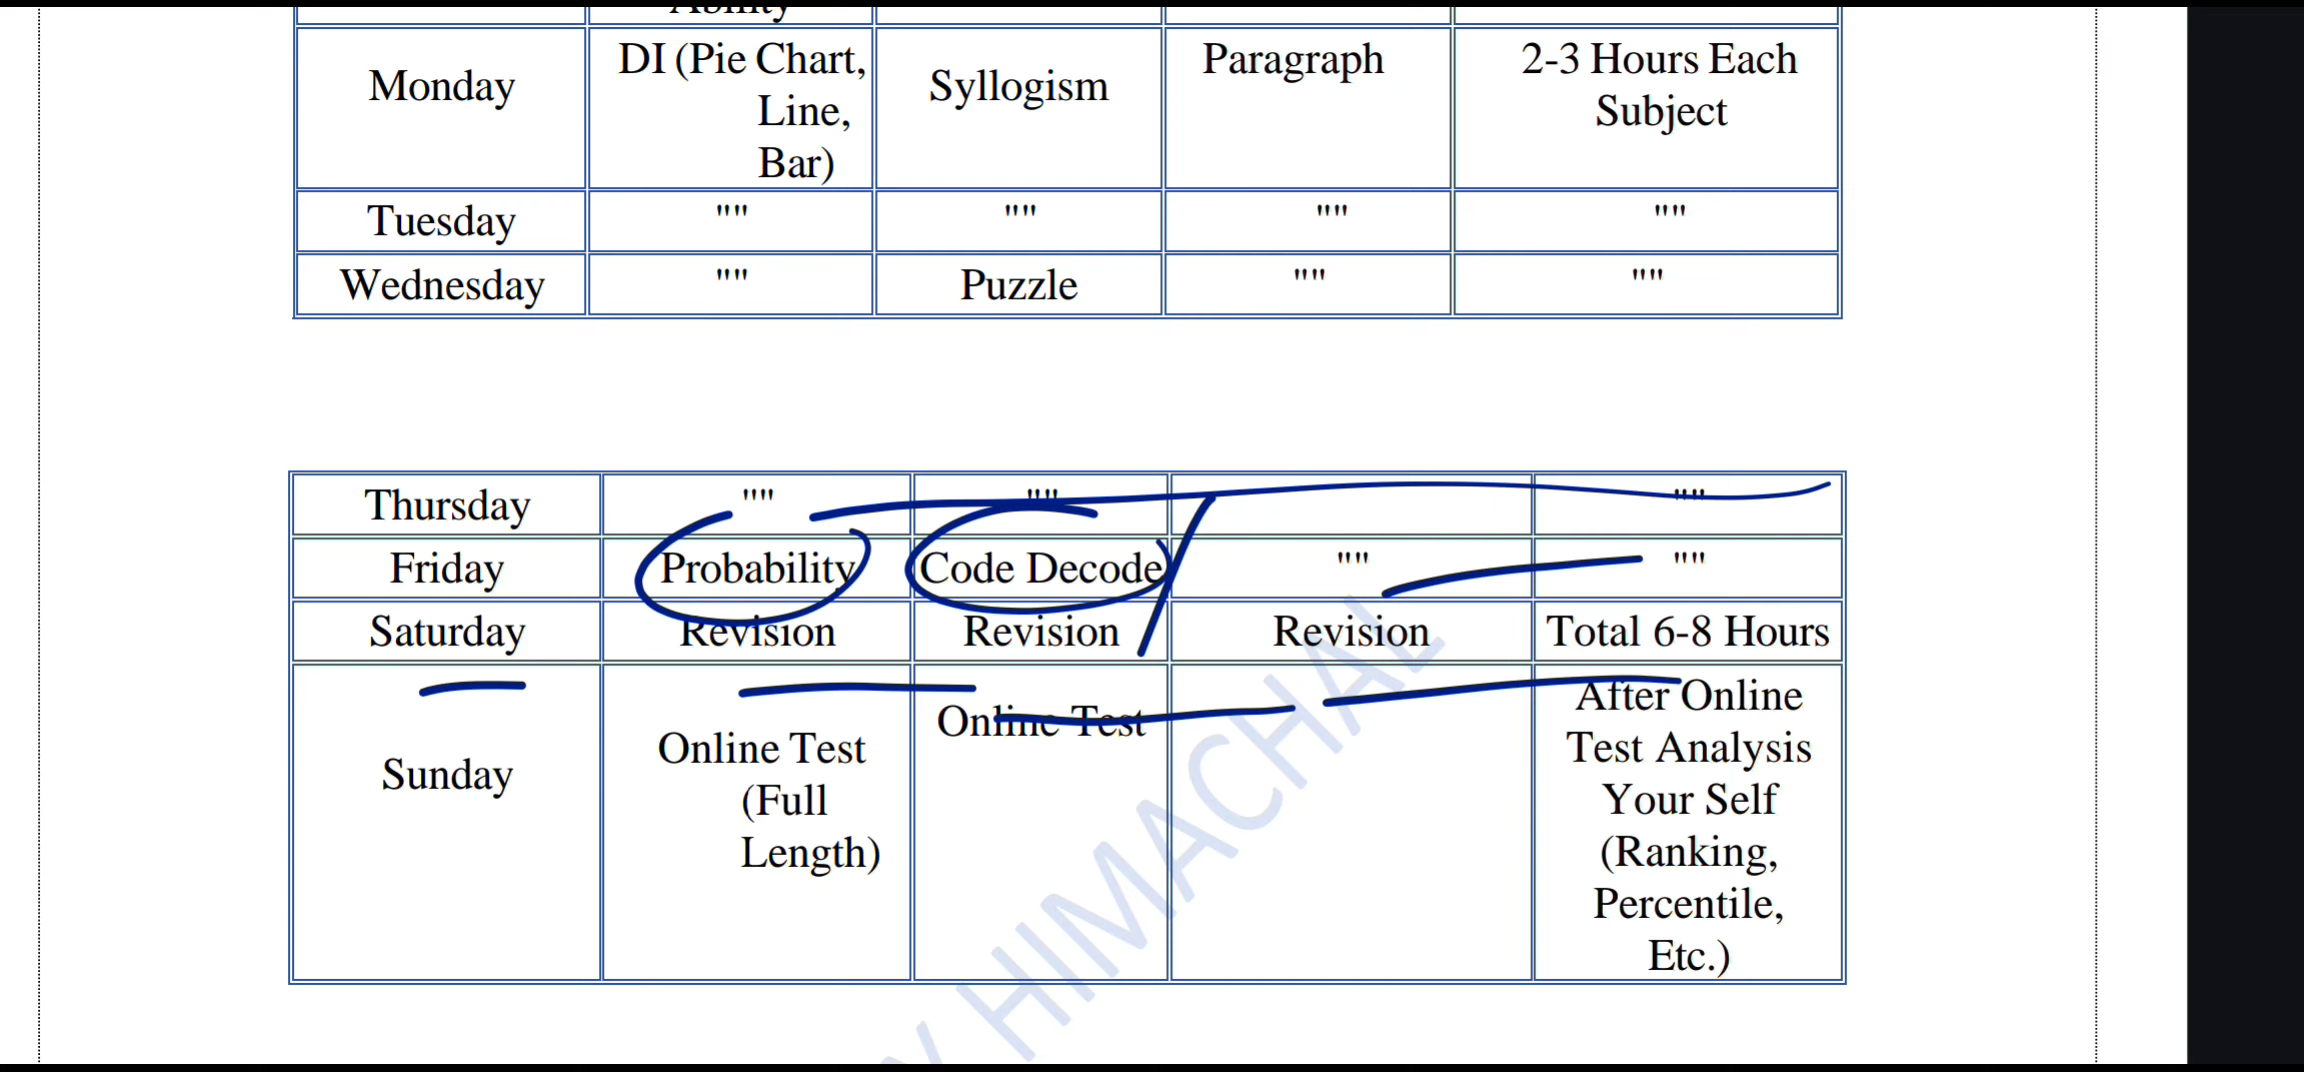 Ability
Monday
DI (Pie Chart,
Line,
Bar)
Syllogism
Paragraph
2-3 Hours Each
Subject
Tuesday "" "" "" ""
Wednesday "" Puzzle "" ""
Thursday "" "" ""
Friday Probability Code Decode "" ""
Saturday Revision Revision Revision Total 6-8 Hours
Sunday
Online Test
(Full
Length)
Online Test
After Online
Test Analysis
Your Self
(Ranking,
Percentile,
Etc.)
HIMACHAL